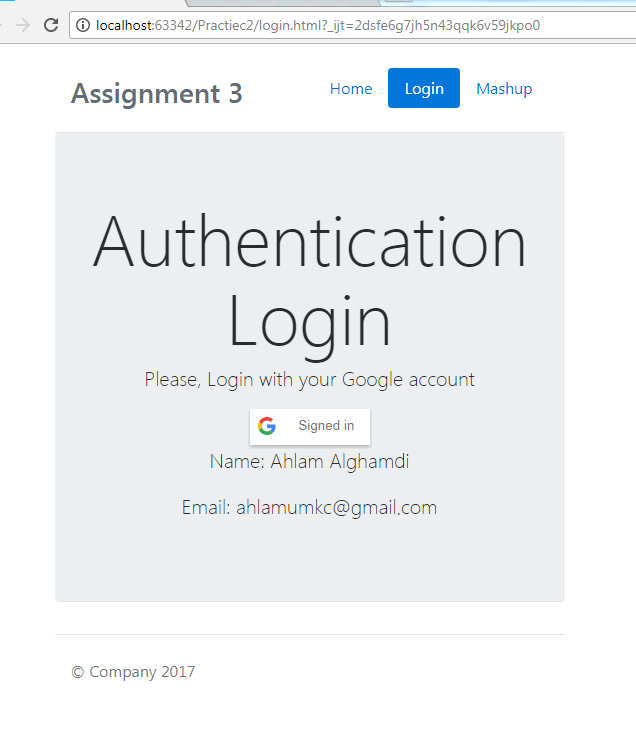 localhost:63342/Practiec2/login.html?_ijt=2dsfe6g7jh5n43qqk6v59jkpo0
Assignment 3 Home Login Mashup
Authentication
Login
Please, Login with your Google account
Signed in
Name: Ahlam Alghamdi
Email: ahlamumkc@gmail.com
© Company 2017